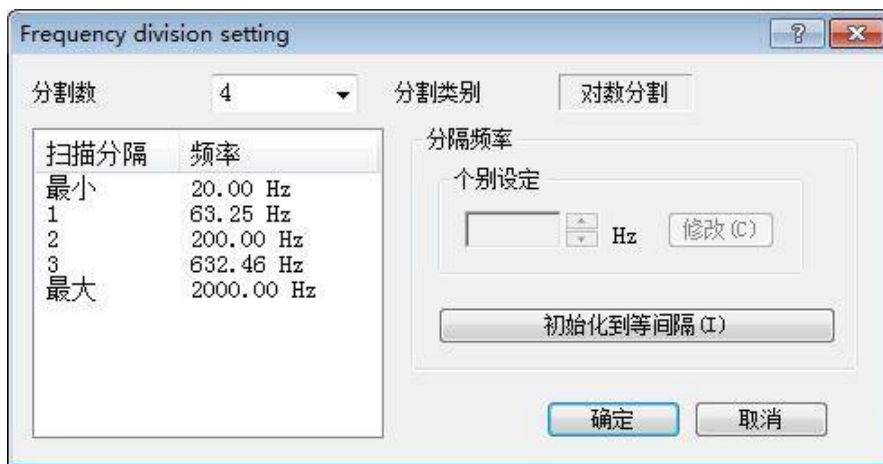 Frequency division setting
分割数 4 分割类别 对数分割
扫描分隔 频率
最小 20.00 Hz
1 63.25 Hz
2 200.00 Hz
3 632.46 Hz
最大 2000.00 Hz
分隔频率
个别设定
Hz 修改(C)
初始化到等间隔(I)
确定 取消